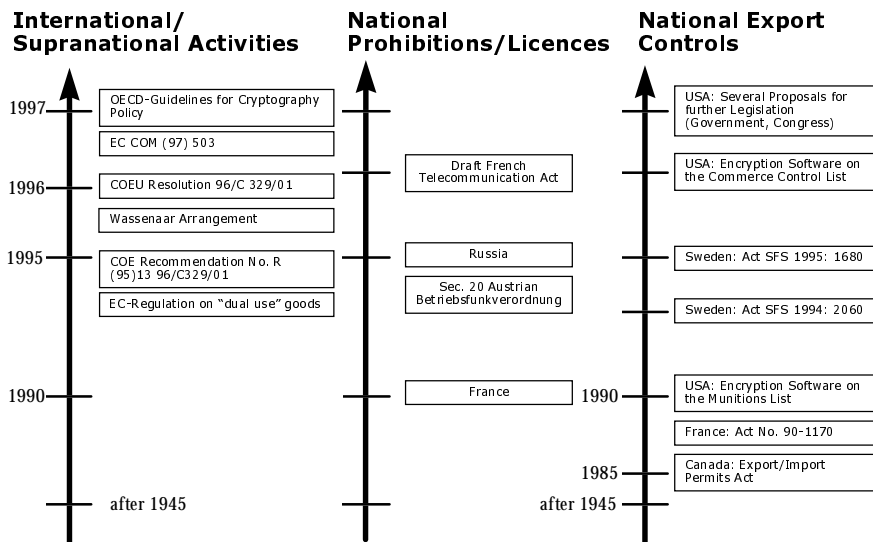 International/
Supranational Activities
1997
OECD-Guidelines for Cryptography
Policy
EC COM (97) 503
1996
COEU Resolution 96/C 329/01
Wassenaar Arrangement
1995
COE Recommendation No. R
(95)13 96/C329/01
EC-Regulation on “dual use” goods
1990
after 1945
National
Prohibitions/Licences
Draft French
Telecommunication Act
Russia
Sec. 20 Austrian
Betriebsfunkverordnung
France
National Export
Controls
USA: Several Proposals for
further Legislation
(Government, Congress)
USA: Encryption Software on
the Commerce Control List
Sweden: Act SFS 1995: 1680
Sweden: Act SFS 1994: 2060
1990
USA: Encryption Software on
the Munitions List
France: Act No. 90-1170
1985
Canada: Export/Import
Permits Act
after 1945